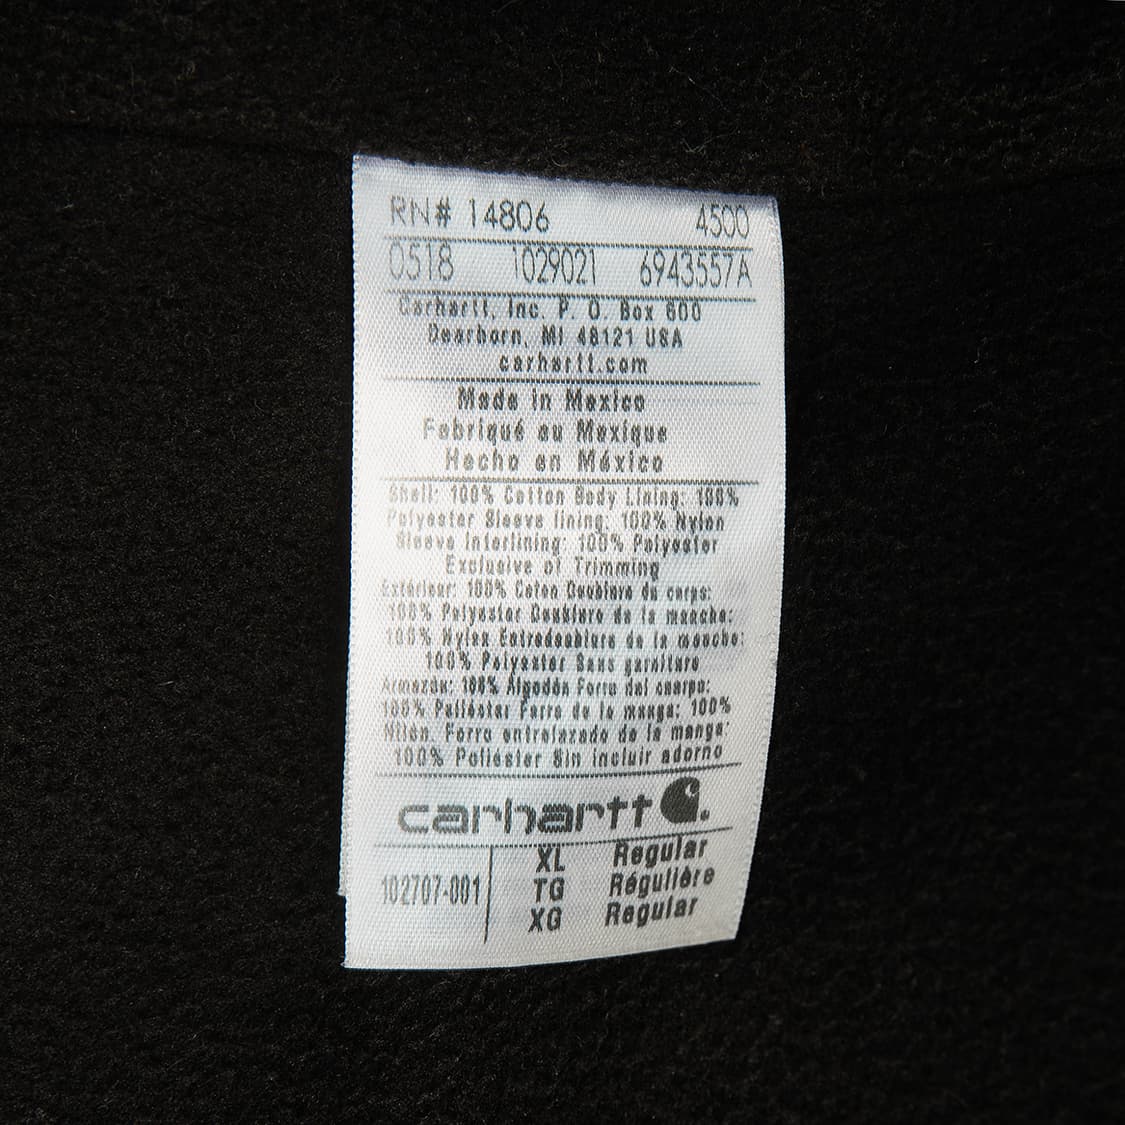 RN# 14806 4500
0518 1029021 6943557A
Carhartt, Inc. P. O. Box 600
Dearborn, MI 48121 USA
carhartt.com
Made in Mexico
Fabriqué au Mexique
Hecho en México
Shell: 100% Cotton Body Lining: 100%
Polyester Sleeve lining: 100% Nylon
Sleeve Interlining: 100% Polyester
Exclusive of Trimming
Extérieur: 100% Coton Doublure du corps:
100% Polyester Doublure de la manche:
100% Nylon Entredoublure de la manche:
100% Polyester Sans garniture
Armazón: 100% Algodón Forro del cuerpo:
100% Poliéster Forro de la manga: 100%
Nilón. Forro entrelazado de la manga:
100% Poliéster Sin incluir adorno
carhartt
102707-001
XL Regular
TG Régulière
XG Regular